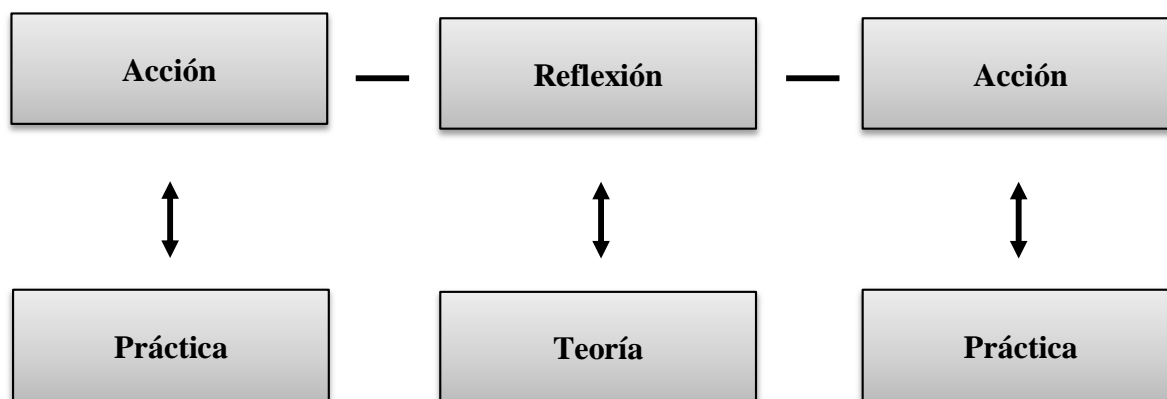 Acción
Reflexión
Acción
Práctica
Teoría
Práctica